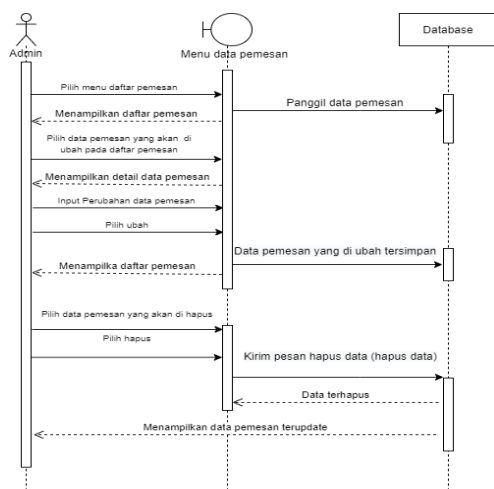 Admin
Menu data pemesan
Database
Pilih menu daftar pemesan
Panggil data pemesan
Menampilkan daftar pemesan
Pilih data pemesan yang akan di
ubah pada daftar pemesan
Menampilkan detail data pemesan
Input Perubahan data pemesan
Pilih ubah
Data pemesan yang di ubah tersimpan
Menampilka daftar pemesan
Pilih data pemesan yang akan di hapus
Pilih hapus
Kirim pesan hapus data (hapus data)
Data terhapus
Menampilkan data pemesan terupdate